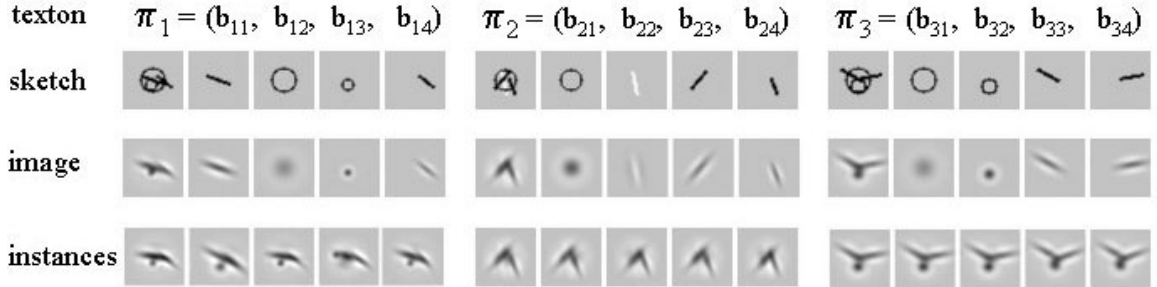 texton π₁ = (b₁₁, b₁₂, b₁₃, b₁₄) π₂ = (b₂₁, b₂₂, b₂₃, b₂₄) π₃ = (b₃₁, b₃₂, b₃₃, b₃₄)
sketch
image
instances